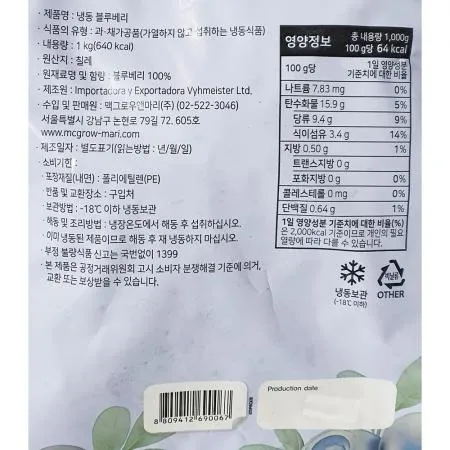 · 제품명 : 냉동 블루베리
· 식품의 유형 : 과·채가공품(가열하지 않고 섭취하는 냉동식품)
· 내용량 : 1 kg(640 kcal)
· 원산지 : 칠레
· 원재료명 및 함량 : 블루베리 100%
· 제조원 : Importadora y Exportadora Vyhmeister Ltd.
· 수입 및 판매원 : 맥그로우앤마리(주) (02-522-3046)
서울특별시 강남구 논현로 79길 72. 605호
www.mcgrow-mari.com
· 제조일자 : 별도표기(읽는방법 : 년/월/일)
· 소비기한 :
· 포장재질(내면) : 폴리에틸렌(PE)
· 반품 및 교환장소 : 구입처
· 보관방법 : -18℃ 이하 냉동보관
· 해동 및 조리방법 : 냉장온도에서 해동 후 섭취하십시오.
· 이미 냉동된 제품이므로 해동 후 재 냉동하지 마십시오.
· 부정 불량식품 신고는 국번없이 1399
· 본 제품은 공정거래위원회 고시 소비자 분쟁해결 기준에 의거,
교환 또는 보상받을 수 있습니다.
영양정보
총 내용량 1,000g
100 g당 64 kcal
100 g당
1일 영양성분
기준치에 대한 비율
나트륨 7.83 mg 0%
탄수화물 15.9 g 5%
당류 9.4 g 9%
식이섬유 3.4 g 14%
지방 0.50 g 1%
트랜스지방 0 g
포화지방 0 g 0%
콜레스테롤 0 mg 0%
단백질 0.64 g 1%
1일 영양성분 기준치에 대한 비율(%)
은 2,000kcal 기준이므로 개인의 필요
열량에 따라 다를 수 있습니다.
냉동보관
(-18℃ 이하)
비닐류
OTHER
8 809412 690067
Production date